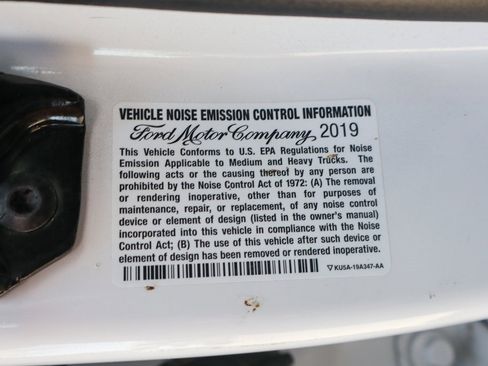 VEHICLE NOISE EMISSION CONTROL INFORMATION
Ford Motor Company 2019
This Vehicle Conforms to U.S. EPA Regulations for Noise
Emission Applicable to Medium and Heavy Trucks. The
following acts or the causing thereof by any person are
prohibited by the Noise Control Act of 1972: (A) The removal
or rendering inoperative, other than for purposes of
maintenance, repair, or replacement, of any noise control
device or element of design (listed in the owner's manual)
incorporated into this vehicle in compliance with the Noise
Control Act; (B) The use of this vehicle after such device or
element of design has been removed or rendered inoperative.
KU5A-19A347-AA